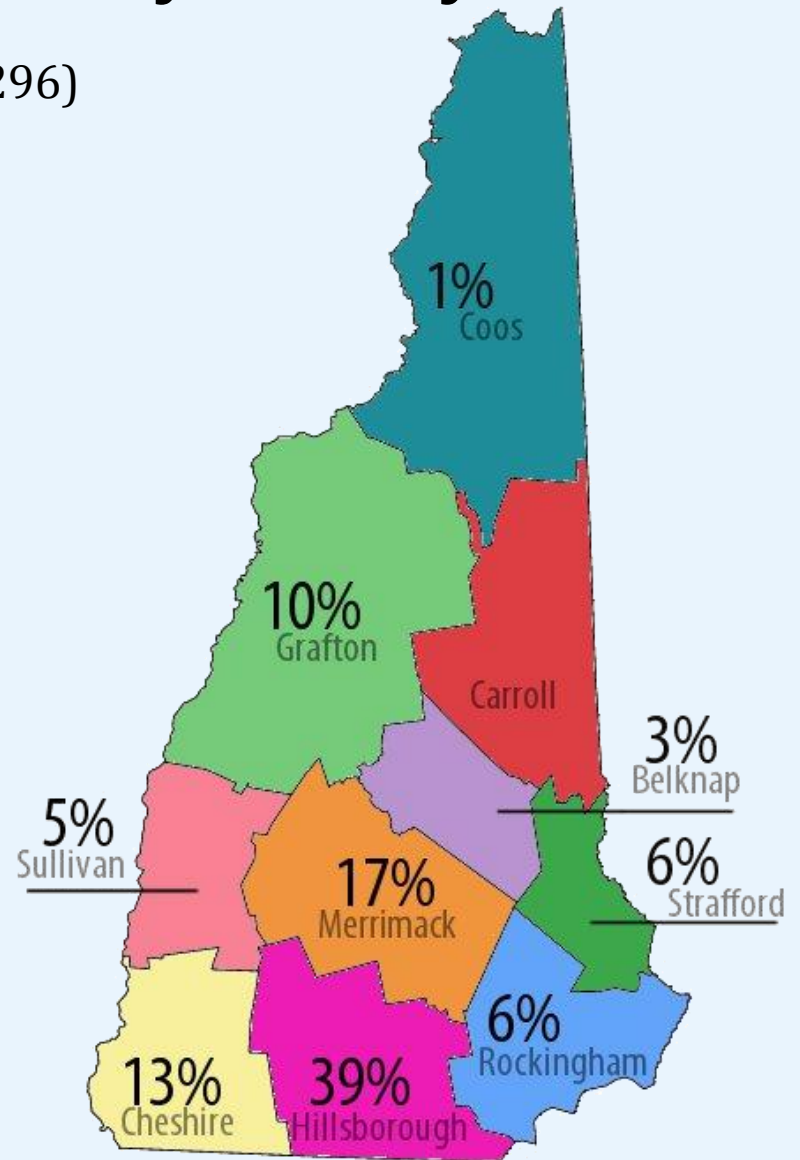 296)
1%
Coos
10%
Grafton
Carroll
3%
Belknap
5%
Sullivan
6%
Strafford
17%
Merrimack
6%
Rockingham
13%
Cheshire
39%
Hillsborough